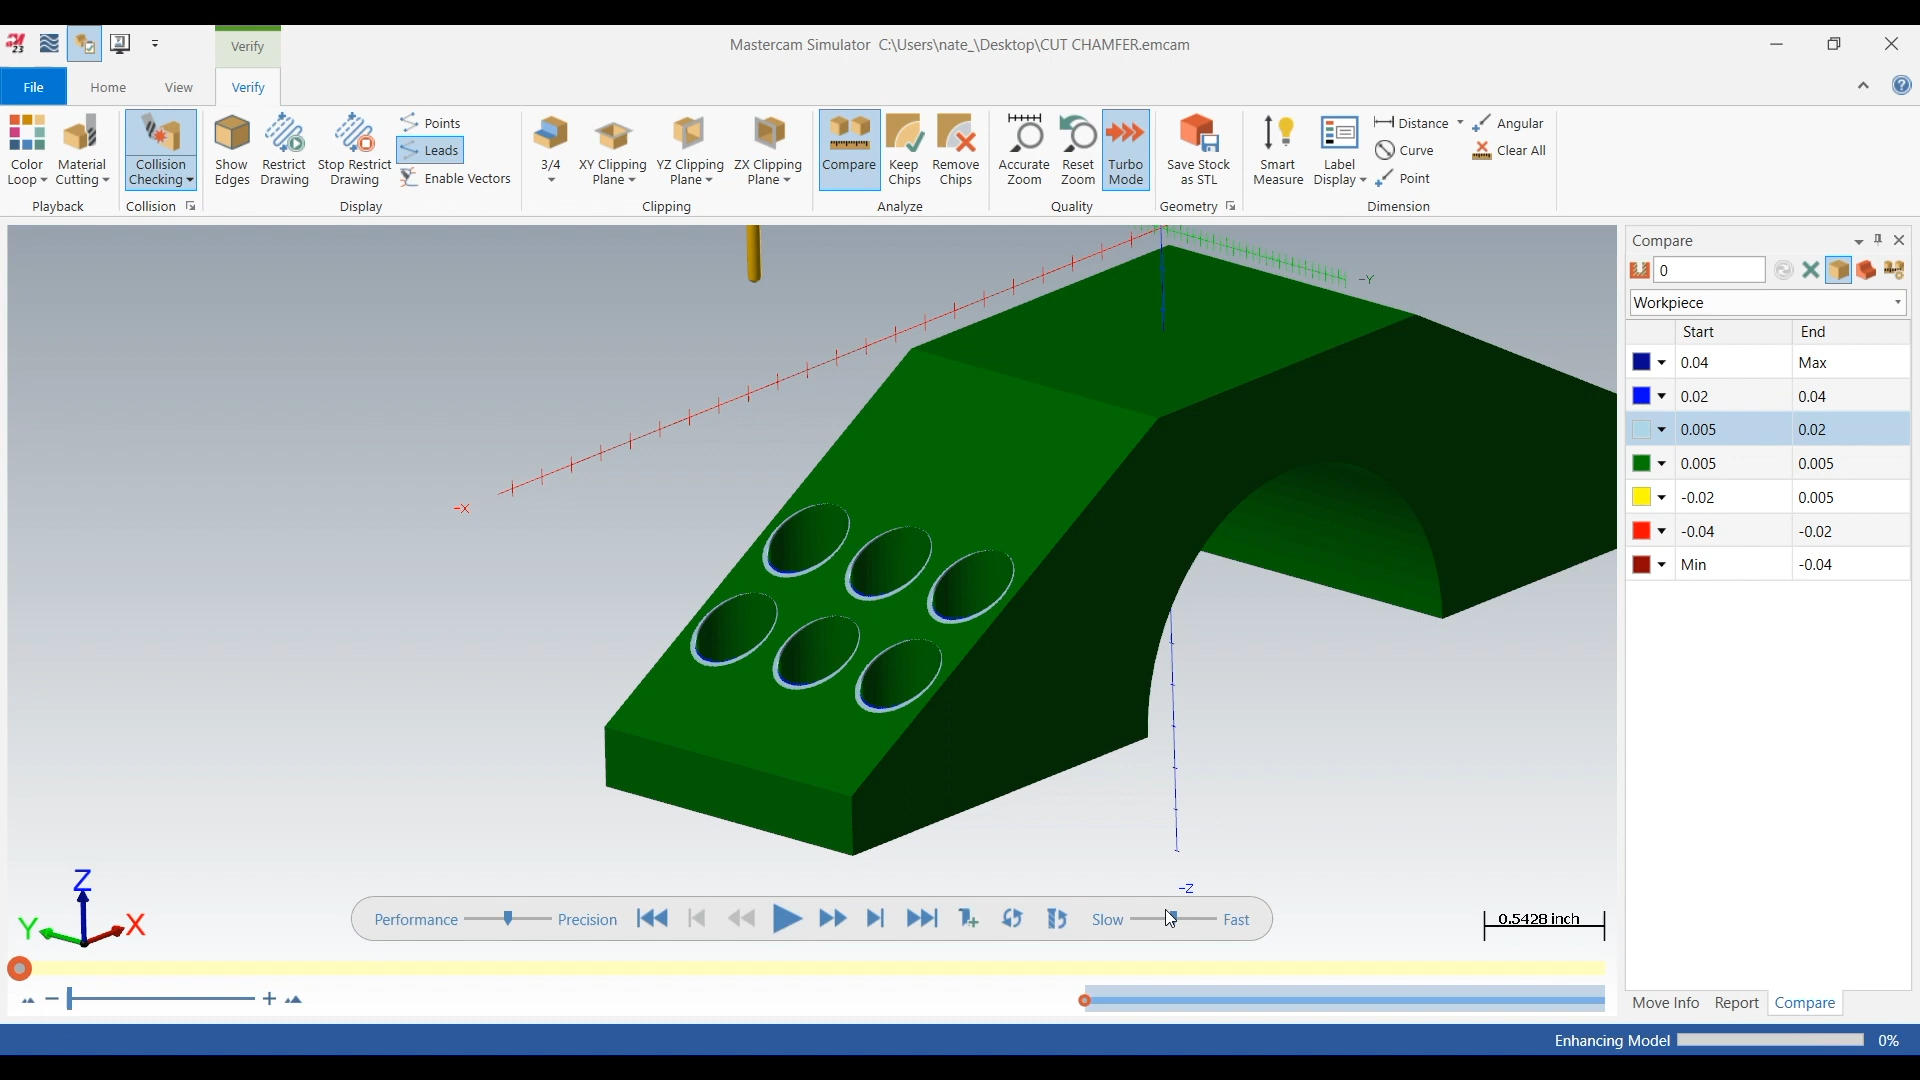 23
Verify
Mastercam Simulator C:\Users\nate_\Desktop\CUT CHAMFER.emcam
File
Home
View
Verify
?
Color Loop
Material Cutting
Playback
Collision Checking
Collision
Show Edges
Restrict Drawing
Stop Restrict Drawing
Points
Leads
Enable Vectors
Display
3/4
XY Clipping Plane
YZ Clipping Plane
ZX Clipping Plane
Clipping
Compare
Keep Chips
Remove Chips
Analyze
Accurate Zoom
Reset Zoom
Turbo Mode
Quality
Save Stock as STL
Geometry
Smart Measure
Label Display
Distance
Curve
Point
Angular
Clear All
Dimension
-Y
-X
-Z
Z
Y
X
0.5428 inch
Performance
Precision
Slow
Fast
Compare
0
Workpiece
Start End
0.04 Max
0.02 0.04
0.005 0.02
0.005 0.005
-0.02 0.005
-0.04 -0.02
Min -0.04
Move Info Report Compare
Enhancing Model 0%